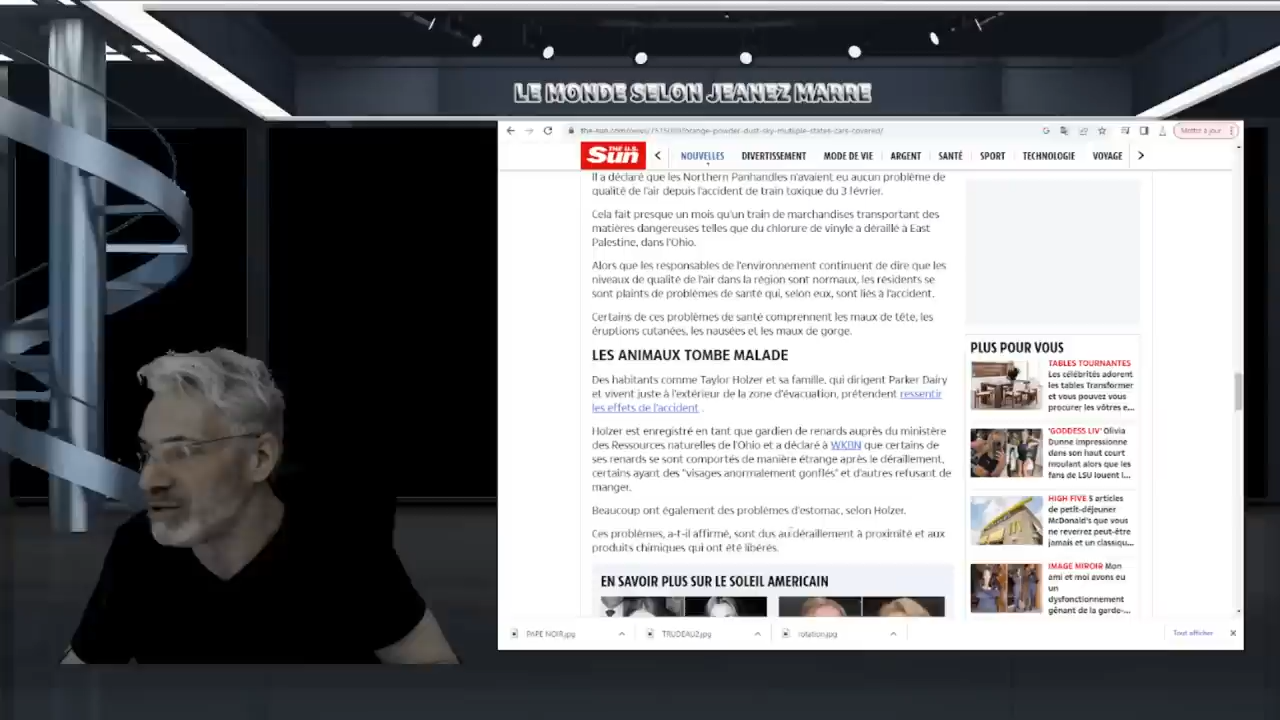 LE MONDE SELON JEANEZ MARRE
Mettre à jour
THE U.S. Sun
NOUVELLES DIVERTISSEMENT MODE DE VIE ARGENT SANTÉ SPORT TECHNOLOGIE VOYAGE
Il a déclaré que les Northern Panhandles n'avaient eu aucun problème de
qualité de l'air depuis l'accident de train toxique du 3 février.
Cela fait presque un mois qu'un train de marchandises transportant des
matières dangereuses telles que du chlorure de vinyle a déraillé à East
Palestine, dans l'Ohio.
Alors que les responsables de l'environnement continuent de dire que les
niveaux de qualité de l'air dans la région sont normaux, les résidents se
sont plaints de problèmes de santé qui, selon eux, sont liés à l'accident.
Certains de ces problèmes de santé comprennent les maux de tête, les
éruptions cutanées, les nausées et les maux de gorge.
LES ANIMAUX TOMBE MALADE
Des habitants comme Taylor Holzer et sa famille, qui dirigent Parker Dairy
et vivent juste à l'extérieur de la zone d'évacuation, prétendent ressentir
les effets de l'accident .
Holzer est enregistré en tant que gardien de renards auprès du ministère
des Ressources naturelles de l'Ohio et a déclaré à WKBN que certains de
ses renards se sont comportés de manière étrange après le déraillement,
certains ayant des "visages anormalement gonflés" et d'autres refusant de
manger.
Beaucoup ont également des problèmes d'estomac, selon Holzer.
Ces problèmes, a-t-il affirmé, sont dus au déraillement à proximité et aux
produits chimiques qui ont été libérés.
EN SAVOIR PLUS SUR LE SOLEIL AMERICAIN
PLUS POUR VOUS
TABLES TOURNANTES
Les célébrités adorent
les tables Transformer
et vous pouvez vous
procurer les vôtres e...
'GODDESS LIV' Olivia
Dunne impressionne
dans son haut court
moulant alors que les
fans de LSU louent l...
HIGH FIVE 5 articles
de petit-déjeuner
McDonald's que vous
ne reverrez peut-être
jamais et un classiqu...
IMAGE MIROIR Mon
ami et moi avons eu
un
dysfonctionnement
gênant de la garde-...
PAPE NOIR.jpg
TRUDEAU2.jpg
rotation.jpg
Tout afficher